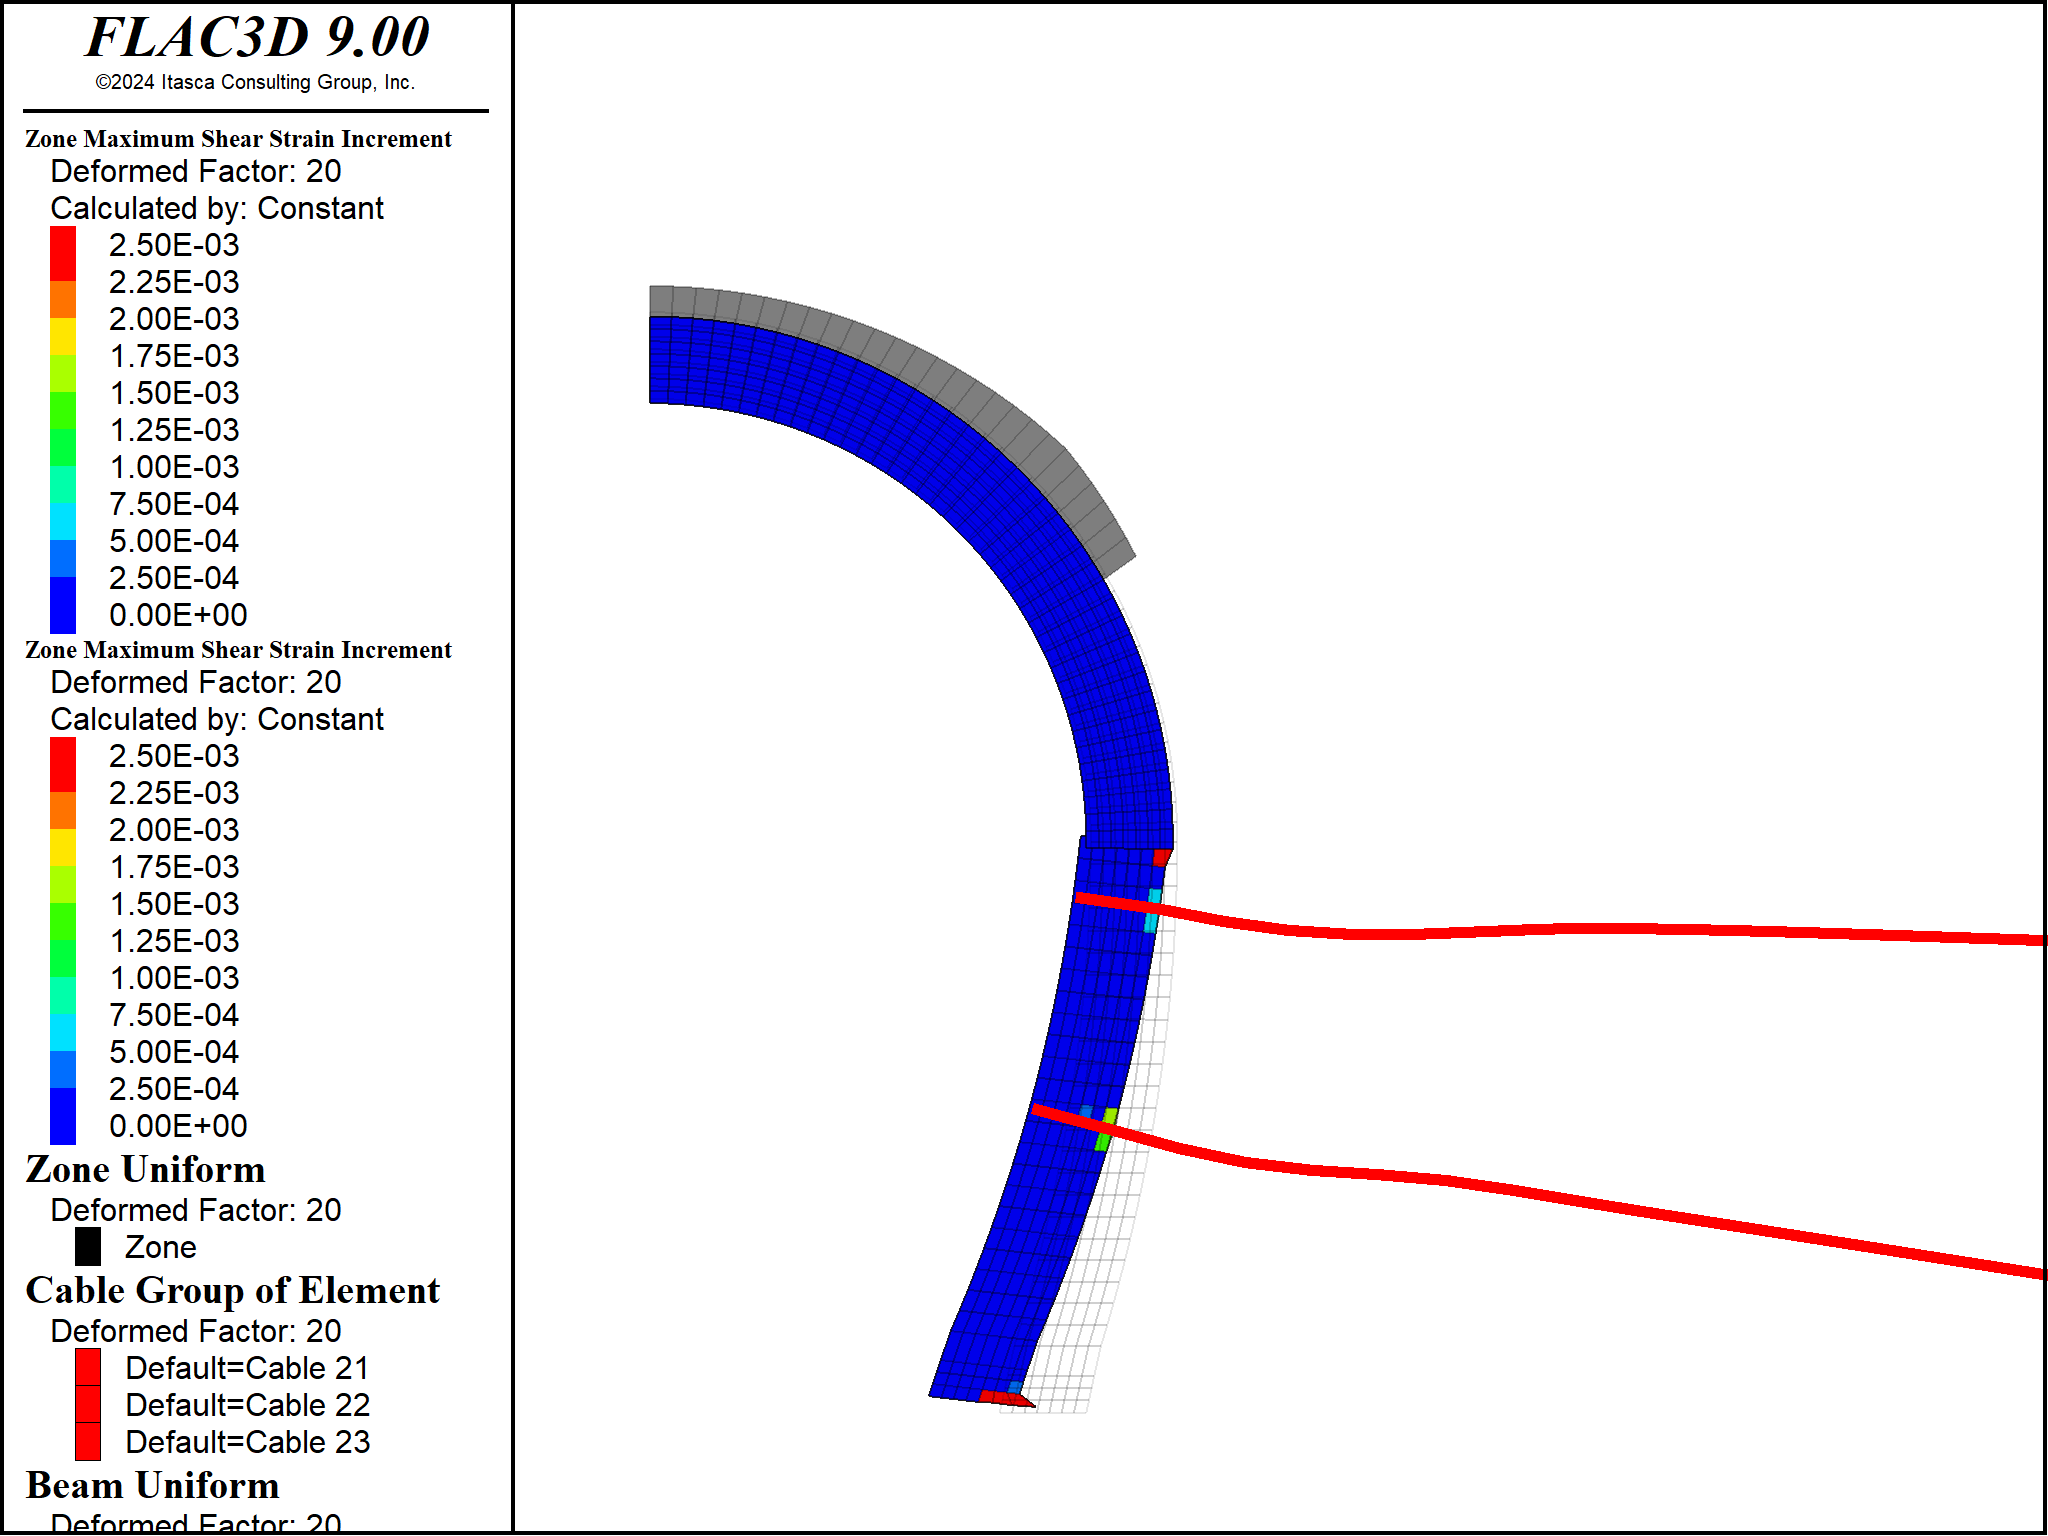 FLAC3D 9.00
©2024 Itasca Consulting Group, Inc.
Zone Maximum Shear Strain Increment
Deformed Factor: 20
Calculated by: Constant
2.50E-03
2.25E-03
2.00E-03
1.75E-03
1.50E-03
1.25E-03
1.00E-03
7.50E-04
5.00E-04
2.50E-04
0.00E+00
Zone Maximum Shear Strain Increment
Deformed Factor: 20
Calculated by: Constant
2.50E-03
2.25E-03
2.00E-03
1.75E-03
1.50E-03
1.25E-03
1.00E-03
7.50E-04
5.00E-04
2.50E-04
0.00E+00
Zone Uniform
Deformed Factor: 20
Zone
Cable Group of Element
Deformed Factor: 20
Default=Cable 21
Default=Cable 22
Default=Cable 23
Beam Uniform
Deformed Factor: 20